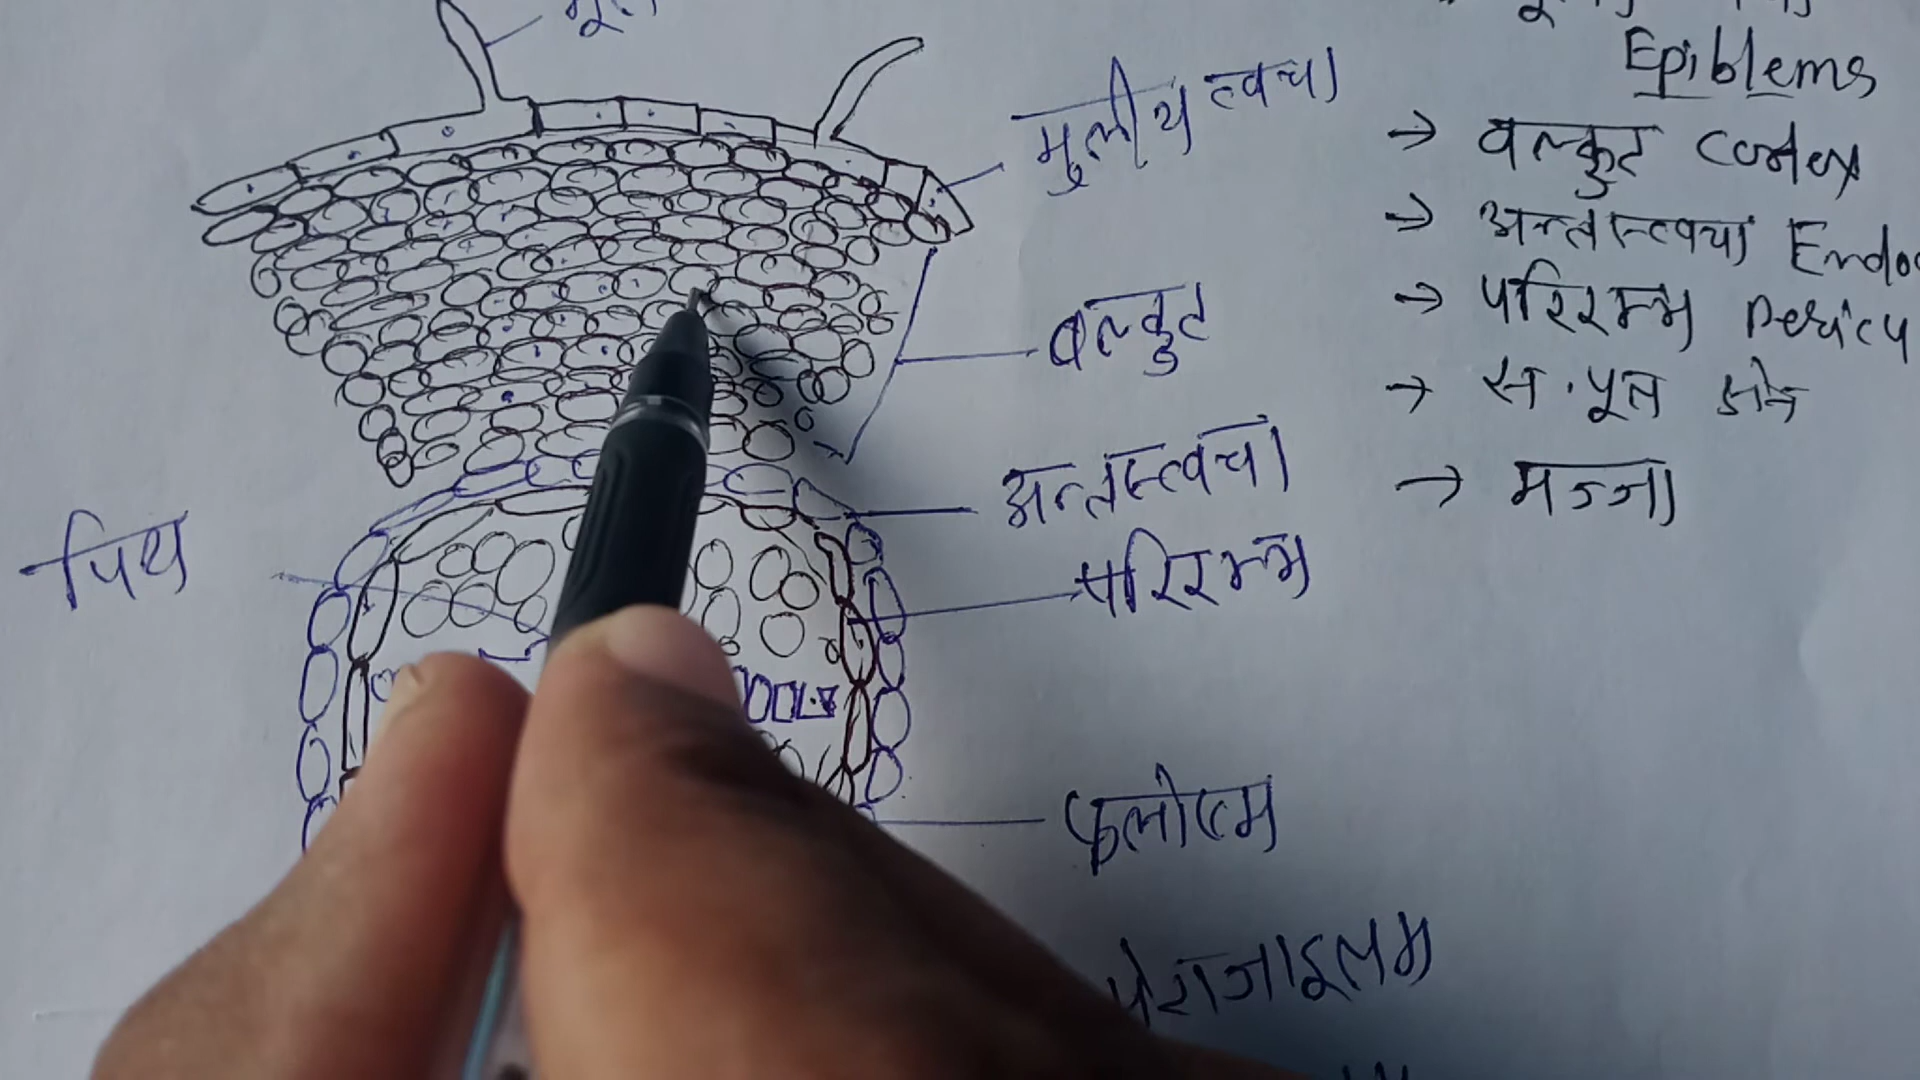 Epiblems
मुलीय त्वचा
→ वल्कुट Cortex
→ अन्तस्त्वचा Endo
→ परिरम्भ Pericy
वल्कुट
→ स.पूल क्षेत्र
अन्तस्त्वचा
→ मज्जा
पिथ
परिरम्भ
फ्लोएम